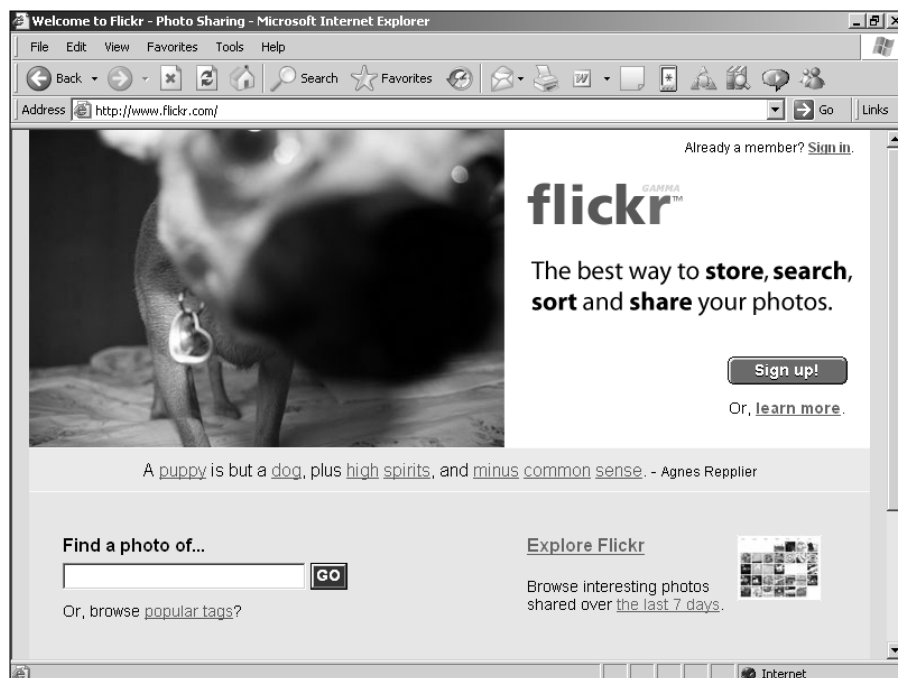 Welcome to Flickr - Photo Sharing - Microsoft Internet Explorer
File Edit View Favorites Tools Help
Back Search Favorites
Address http://www.flickr.com/ Go Links
Already a member? Sign in.
flickr GAMMA ™
The best way to store, search,
sort and share your photos.
Sign up!
Or, learn more.
A puppy is but a dog, plus high spirits, and minus common sense. - Agnes Repplier
Find a photo of...
GO
Or, browse popular tags?
Explore Flickr
Browse interesting photos
shared over the last 7 days.
Internet